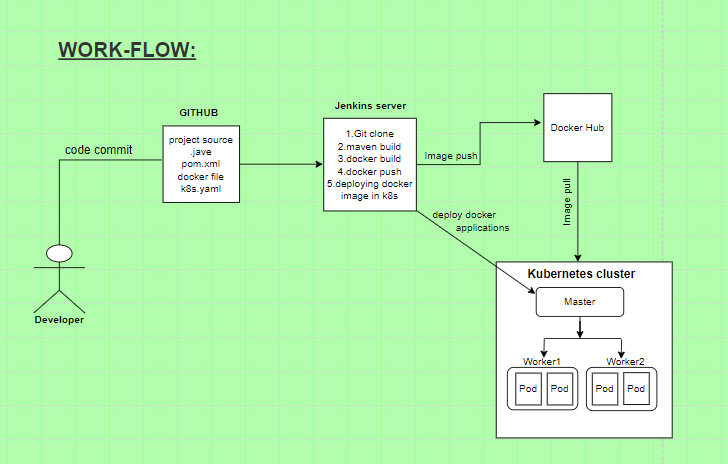 WORK-FLOW:
GITHUB
project source
.jave
pom.xml
docker file
k8s.yaml
code commit
Developer
Jenkins server
1.Git clone
2.maven build
3.docker build
4.docker push
5.deploying docker
image in k8s
Image push
Docker Hub
Image pull
deploy docker
applications
Kubernetes cluster
Master
Worker1
Worker2
Pod
Pod
Pod
Pod